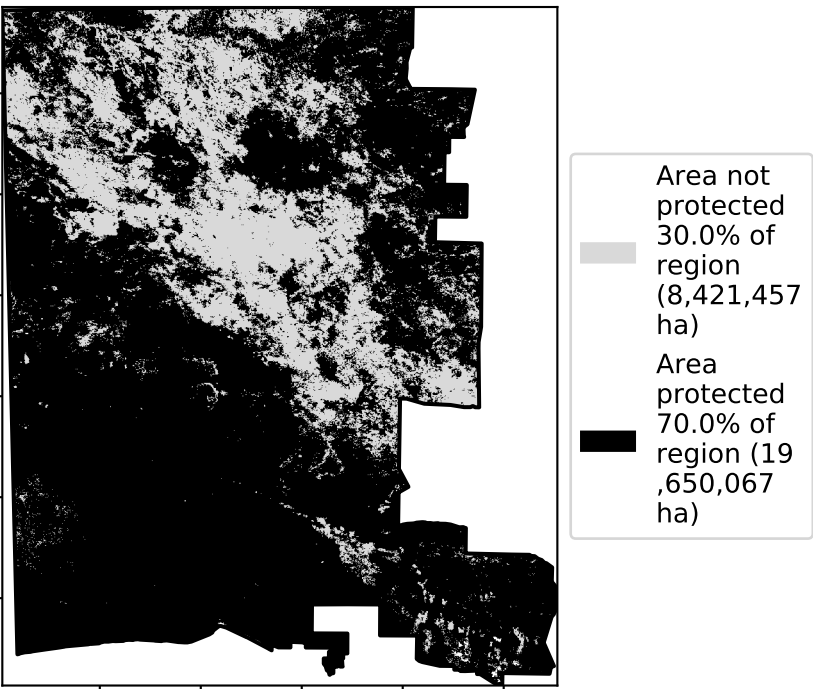 Area not
protected
30.0% of
region
(8,421,457
ha)
Area
protected
70.0% of
region (19
,650,067
ha)